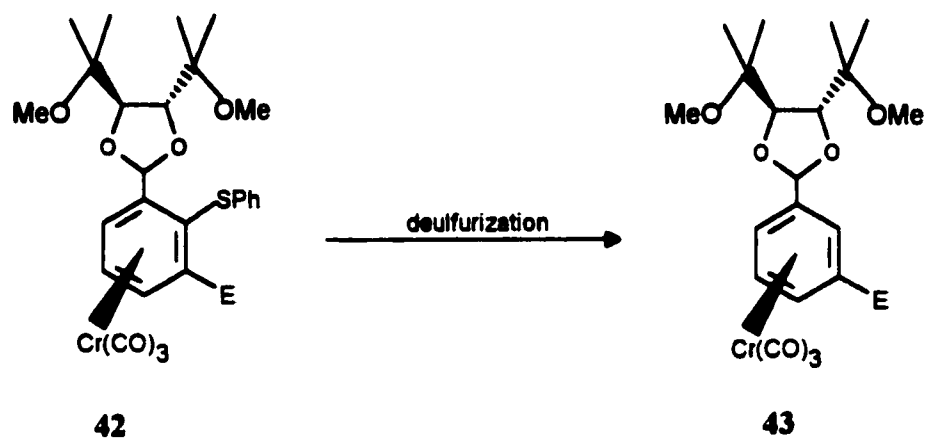 MeO OMe MeO OMe
O O O O
SPh
deulfurization
E E
Cr(CO)3 Cr(CO)3
42 43